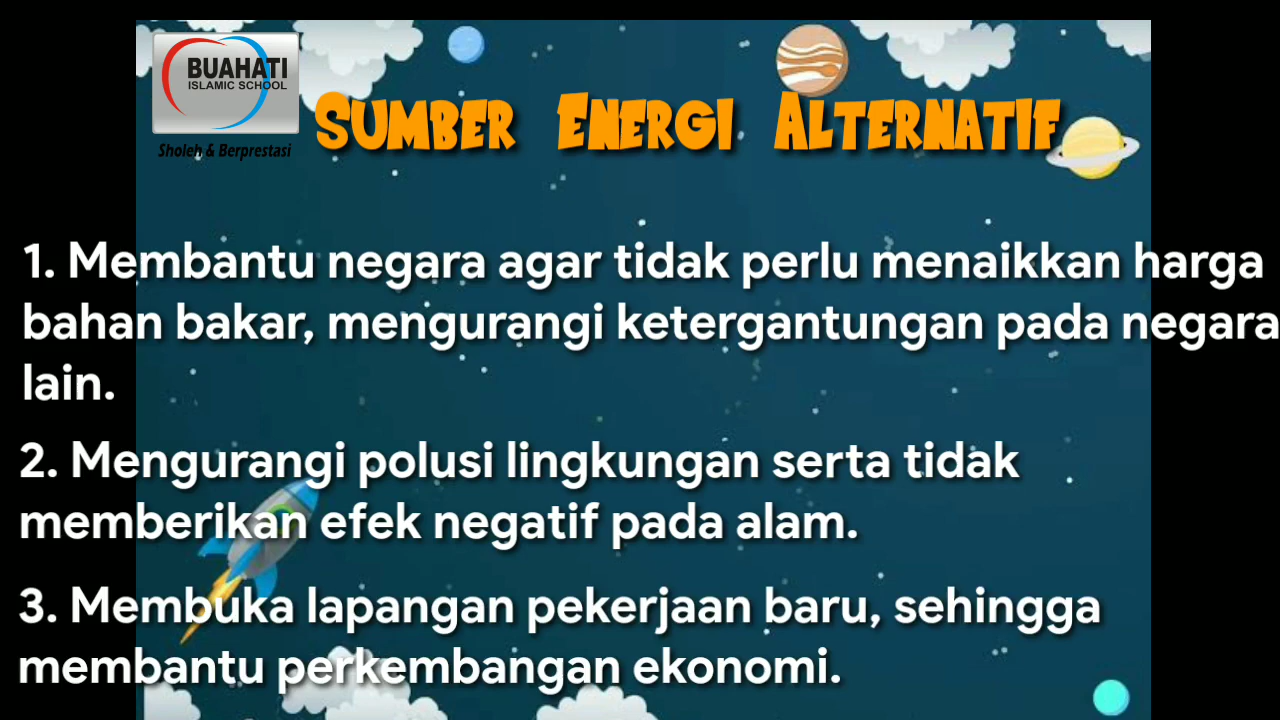 BUAHATI
ISLAMIC SCHOOL
Sholeh & Berprestasi
SUMBER ENERGI ALTERNATIF
1. Membantu negara agar tidak perlu menaikkan harga
bahan bakar, mengurangi ketergantungan pada negara
lain.
2. Mengurangi polusi lingkungan serta tidak
memberikan efek negatif pada alam.
3. Membuka lapangan pekerjaan baru, sehingga
membantu perkembangan ekonomi.